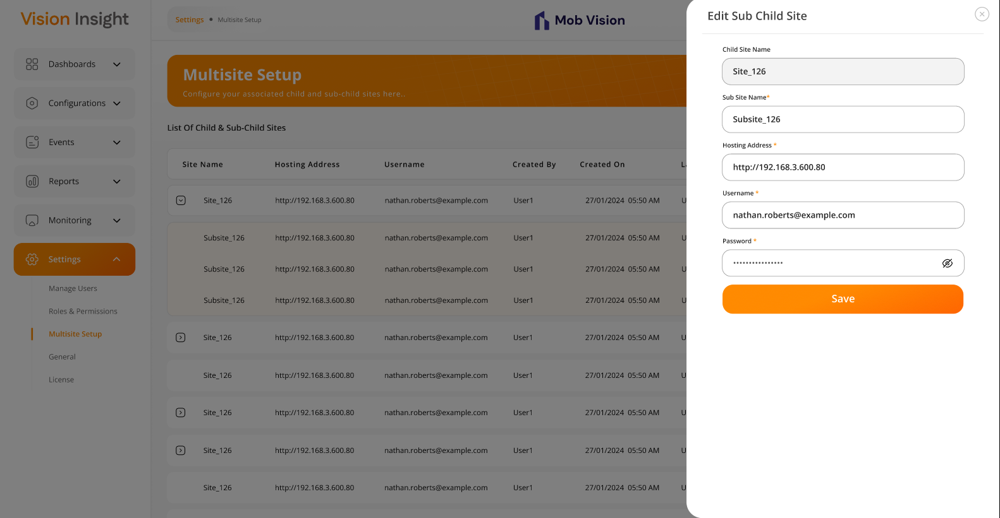 Vision Insight
Dashboards
Configurations
Events
Reports
Monitoring
Settings
Manage Users
Roles & Permissions
Multisite Setup
General
License
Settings • Multisite Setup
Mob Vision
Multisite Setup
Configure your associated child and sub-child sites here..
List Of Child & Sub-Child Sites
Site Name Hosting Address Username Created By Created On
Site_126 http://192.168.3.600.80 nathan.roberts@example.com User1 27/01/2024 05:50 AM U
Subsite_126 http://192.168.3.600.80 nathan.roberts@example.com User1 27/01/2024 05:50 AM U
Subsite_126 http://192.168.3.600.80 nathan.roberts@example.com User1 27/01/2024 05:50 AM U
Subsite_126 http://192.168.3.600.80 nathan.roberts@example.com User1 27/01/2024 05:50 AM U
Site_126 http://192.168.3.600.80 nathan.roberts@example.com User1 27/01/2024 05:50 AM U
Site_126 http://192.168.3.600.80 nathan.roberts@example.com User1 27/01/2024 05:50 AM U
Site_126 http://192.168.3.600.80 nathan.roberts@example.com User1 27/01/2024 05:50 AM U
Site_126 http://192.168.3.600.80 nathan.roberts@example.com User1 27/01/2024 05:50 AM U
Site_126 http://192.168.3.600.80 nathan.roberts@example.com User1 27/01/2024 05:50 AM U
Edit Sub Child Site
Child Site Name
Site_126
Sub Site Name*
Subsite_126
Hosting Address *
http://192.168.3.600.80
Username *
nathan.roberts@example.com
Password *
••••••••••••••••
Save